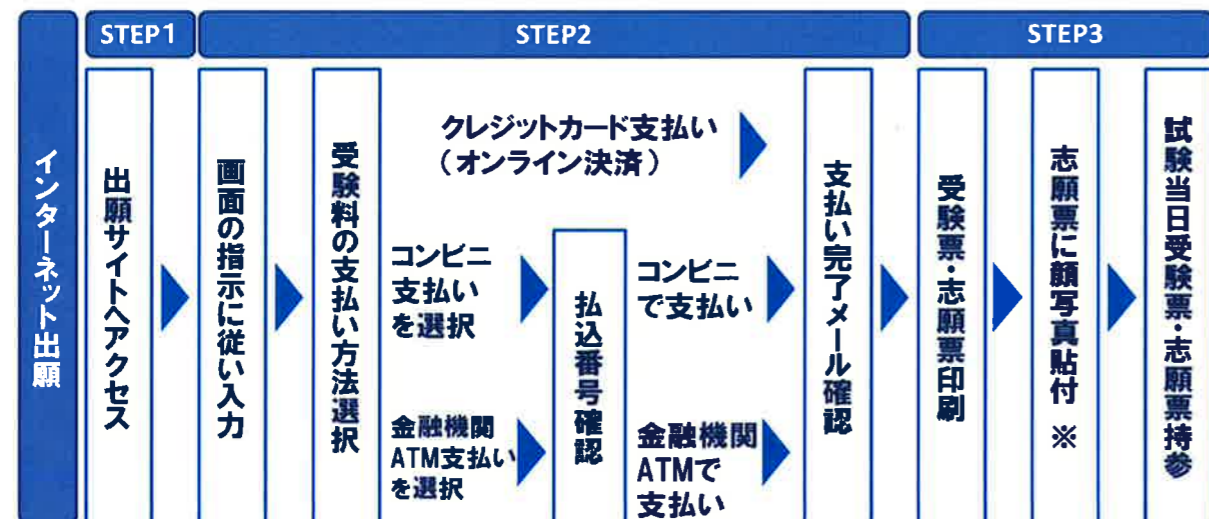 STEP1
STEP2
STEP3
インターネット出願
出願サイトへアクセス
画面の指示に従い入力
受験料の支払い方法選択
クレジットカード支払い
（オンライン決済）
コンビニ
支払い
を選択
金融機関
ATM支払い
を選択
払込番号確認
コンビニ
で支払い
金融機関
ATMで
支払い
支払い完了メール確認
受験票・志願票印刷
志願票に顔写真貼付 ※
試験当日受験票・志願票持参